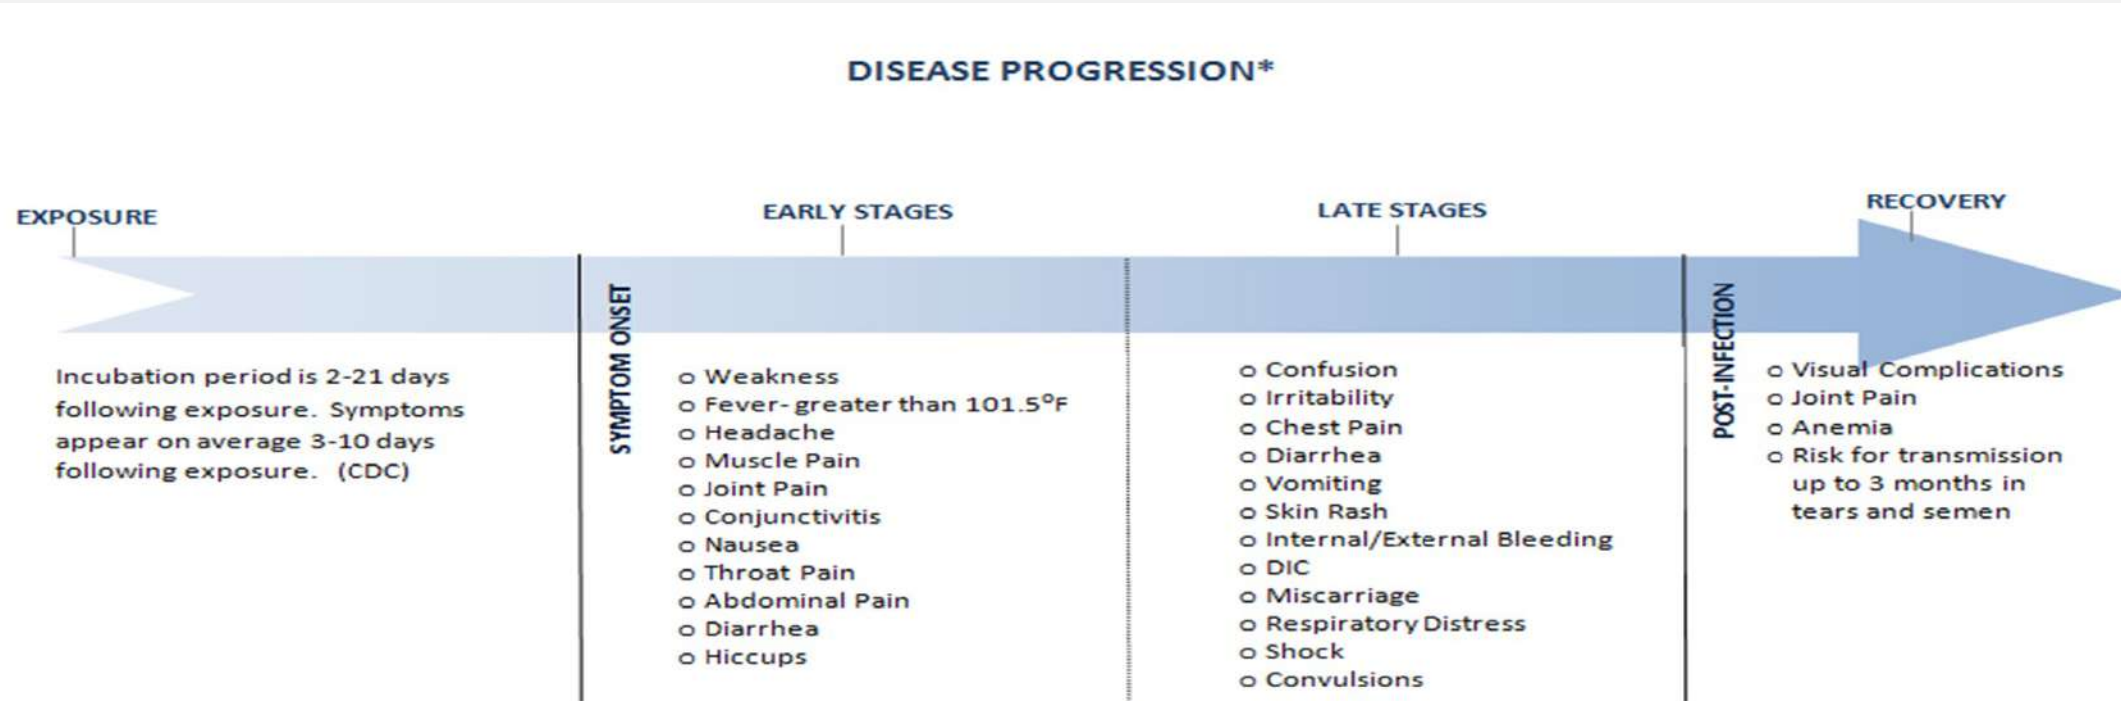 DISEASE PROGRESSION*
EXPOSURE
EARLY STAGES
LATE STAGES
RECOVERY
Incubation period is 2-21 days
following exposure. Symptoms
appear on average 3-10 days
following exposure. (CDC)
SYMPTOM ONSET
o Weakness
o Fever- greater than 101.5°F
o Headache
o Muscle Pain
o Joint Pain
o Conjunctivitis
o Nausea
o Throat Pain
o Abdominal Pain
o Diarrhea
o Hiccups
o Confusion
o Irritability
o Chest Pain
o Diarrhea
o Vomiting
o Skin Rash
o Internal/External Bleeding
o DIC
o Miscarriage
o Respiratory Distress
o Shock
o Convulsions
POST-INFECTION
o Visual Complications
o Joint Pain
o Anemia
o Risk for transmission
up to 3 months in
tears and semen